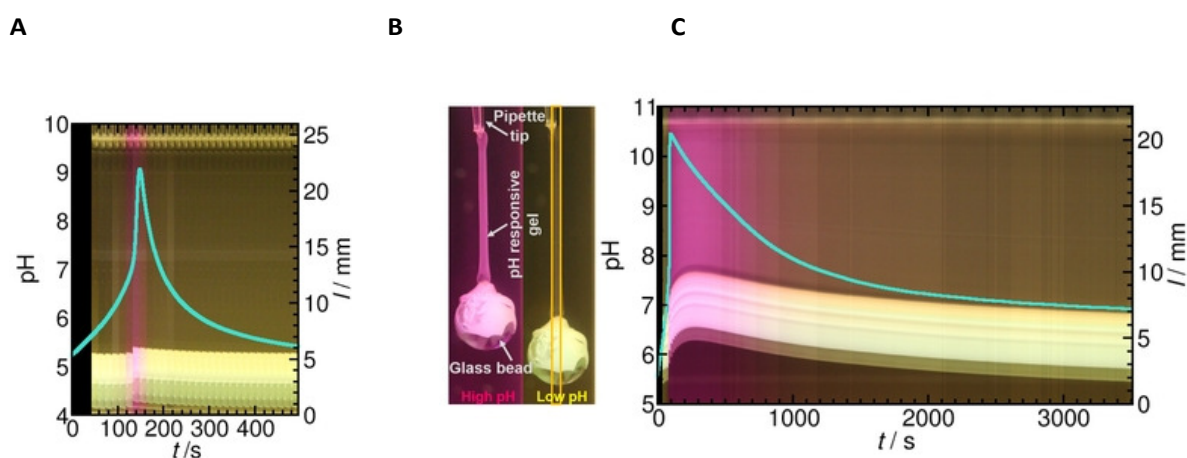 A
B
C
10
9
8
7
6
5
4
pH
25
20
15
10
5
0
l / mm
0 100 200 300 400
t /s
Pipette
tip
pH responsive
gel
Glass bead
High pH
Low pH
11
10
9
8
7
6
5
pH
20
15
10
5
0
l / mm
0 1000 2000 3000
t / s